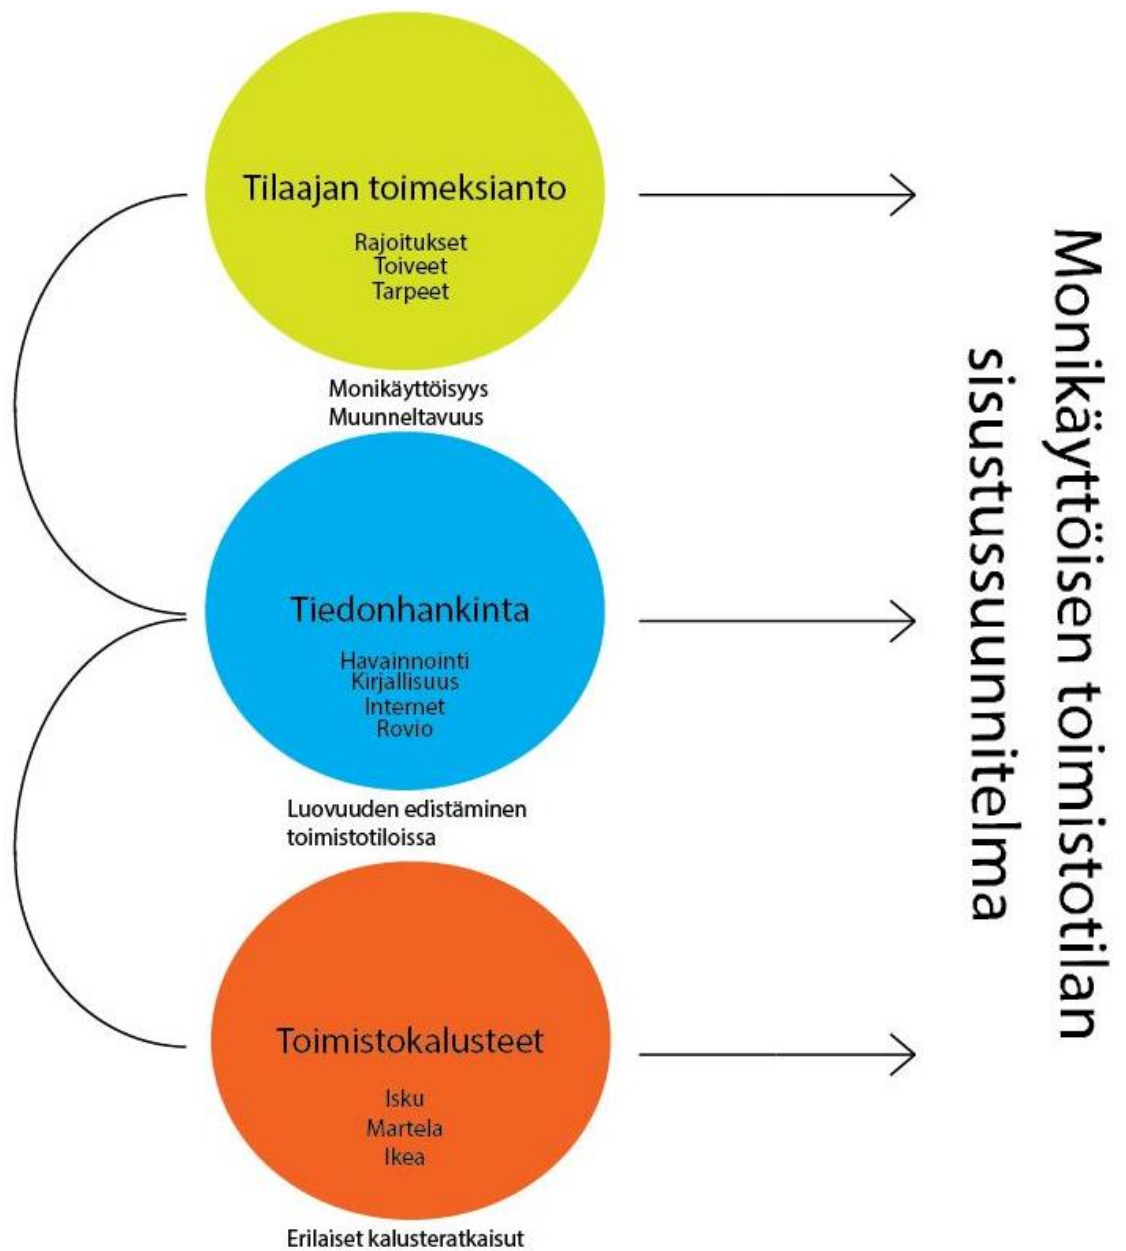 Tilaajan toimeksianto
Rajoitukset
Toiveet
Tarpeet
Monikäyttöisyys
Muunneltavuus
Tiedonhankinta
Havainnointi
Kirjallisuus
Internet
Rovio
Luovuuden edistäminen
toimistotiloissa
Toimistokalusteet
Isku
Martela
Ikea
Erilaiset kalusteratkaisut
Monikäyttöisen toimistotilan
sisustussuunnitelma